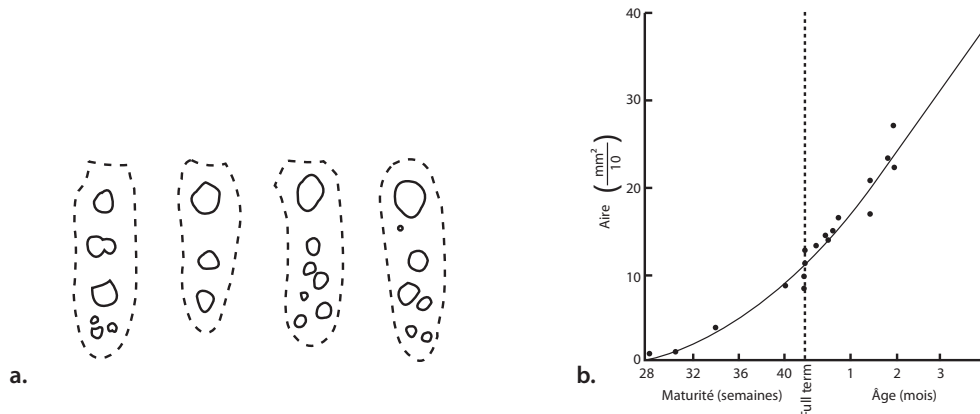 a.
b.
40
30
20
10
0
Aire (mm²/10)
28 32 36 40 1 2 3
Full term
Maturité (semaines) Âge (mois)